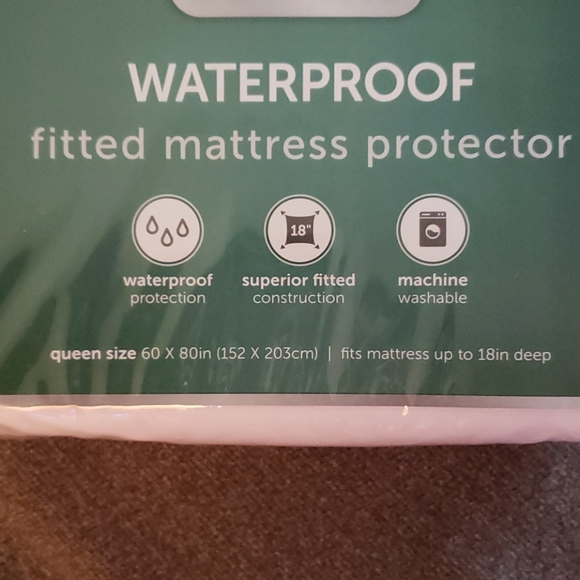 WATERPROOF
fitted mattress protector
18"
waterproof protection
superior fitted construction
machine washable
queen size 60 X 80in (152 X 203cm) | fits mattress up to 18in deep